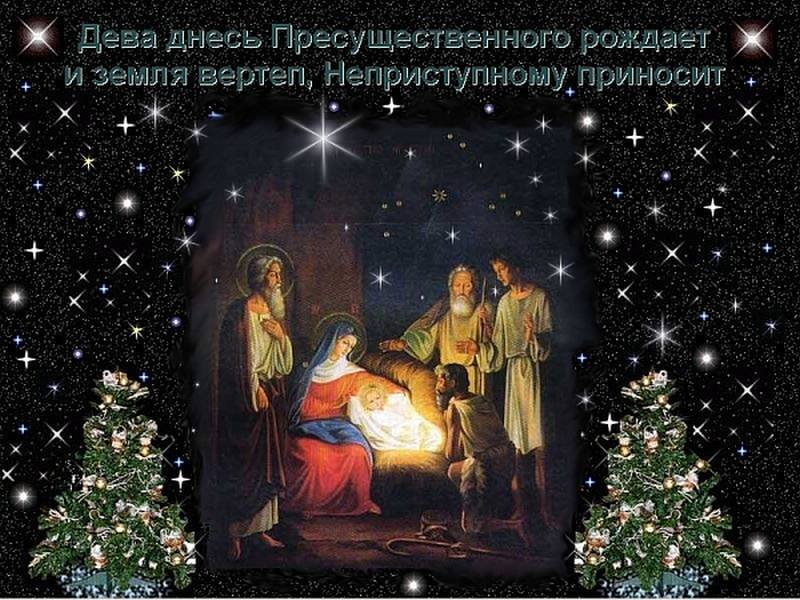 Дева днесь Пресущественного рождает
и земля вертеп, Неприступному приносит